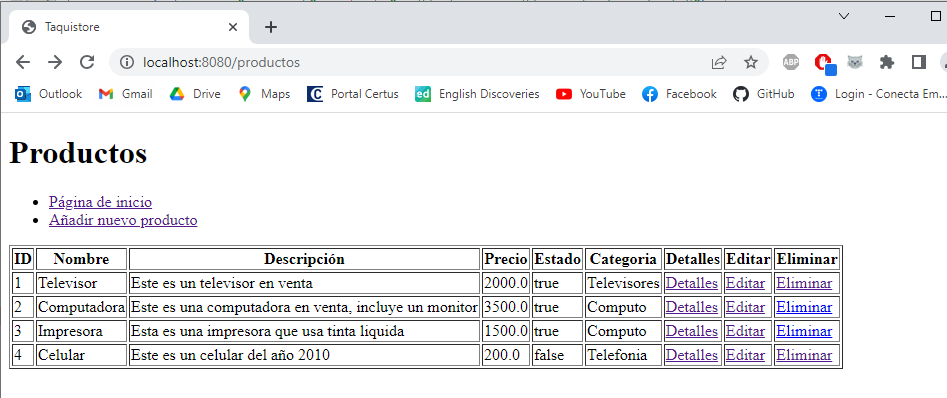 Taquistore
localhost:8080/productos
ABP
Outlook Gmail Drive Maps Portal Certus ed English Discoveries YouTube Facebook GitHub Login - Conecta Em...
Productos
Página de inicio
Añadir nuevo producto
ID Nombre Descripción Precio Estado Categoria Detalles Editar Eliminar
1 Televisor Este es un televisor en venta 2000.0 true Televisores Detalles Editar Eliminar
2 Computadora Este es una computadora en venta, incluye un monitor 3500.0 true Computo Detalles Editar Eliminar
3 Impresora Esta es una impresora que usa tinta liquida 1500.0 true Computo Detalles Editar Eliminar
4 Celular Este es un celular del año 2010 200.0 false Telefonia Detalles Editar Eliminar